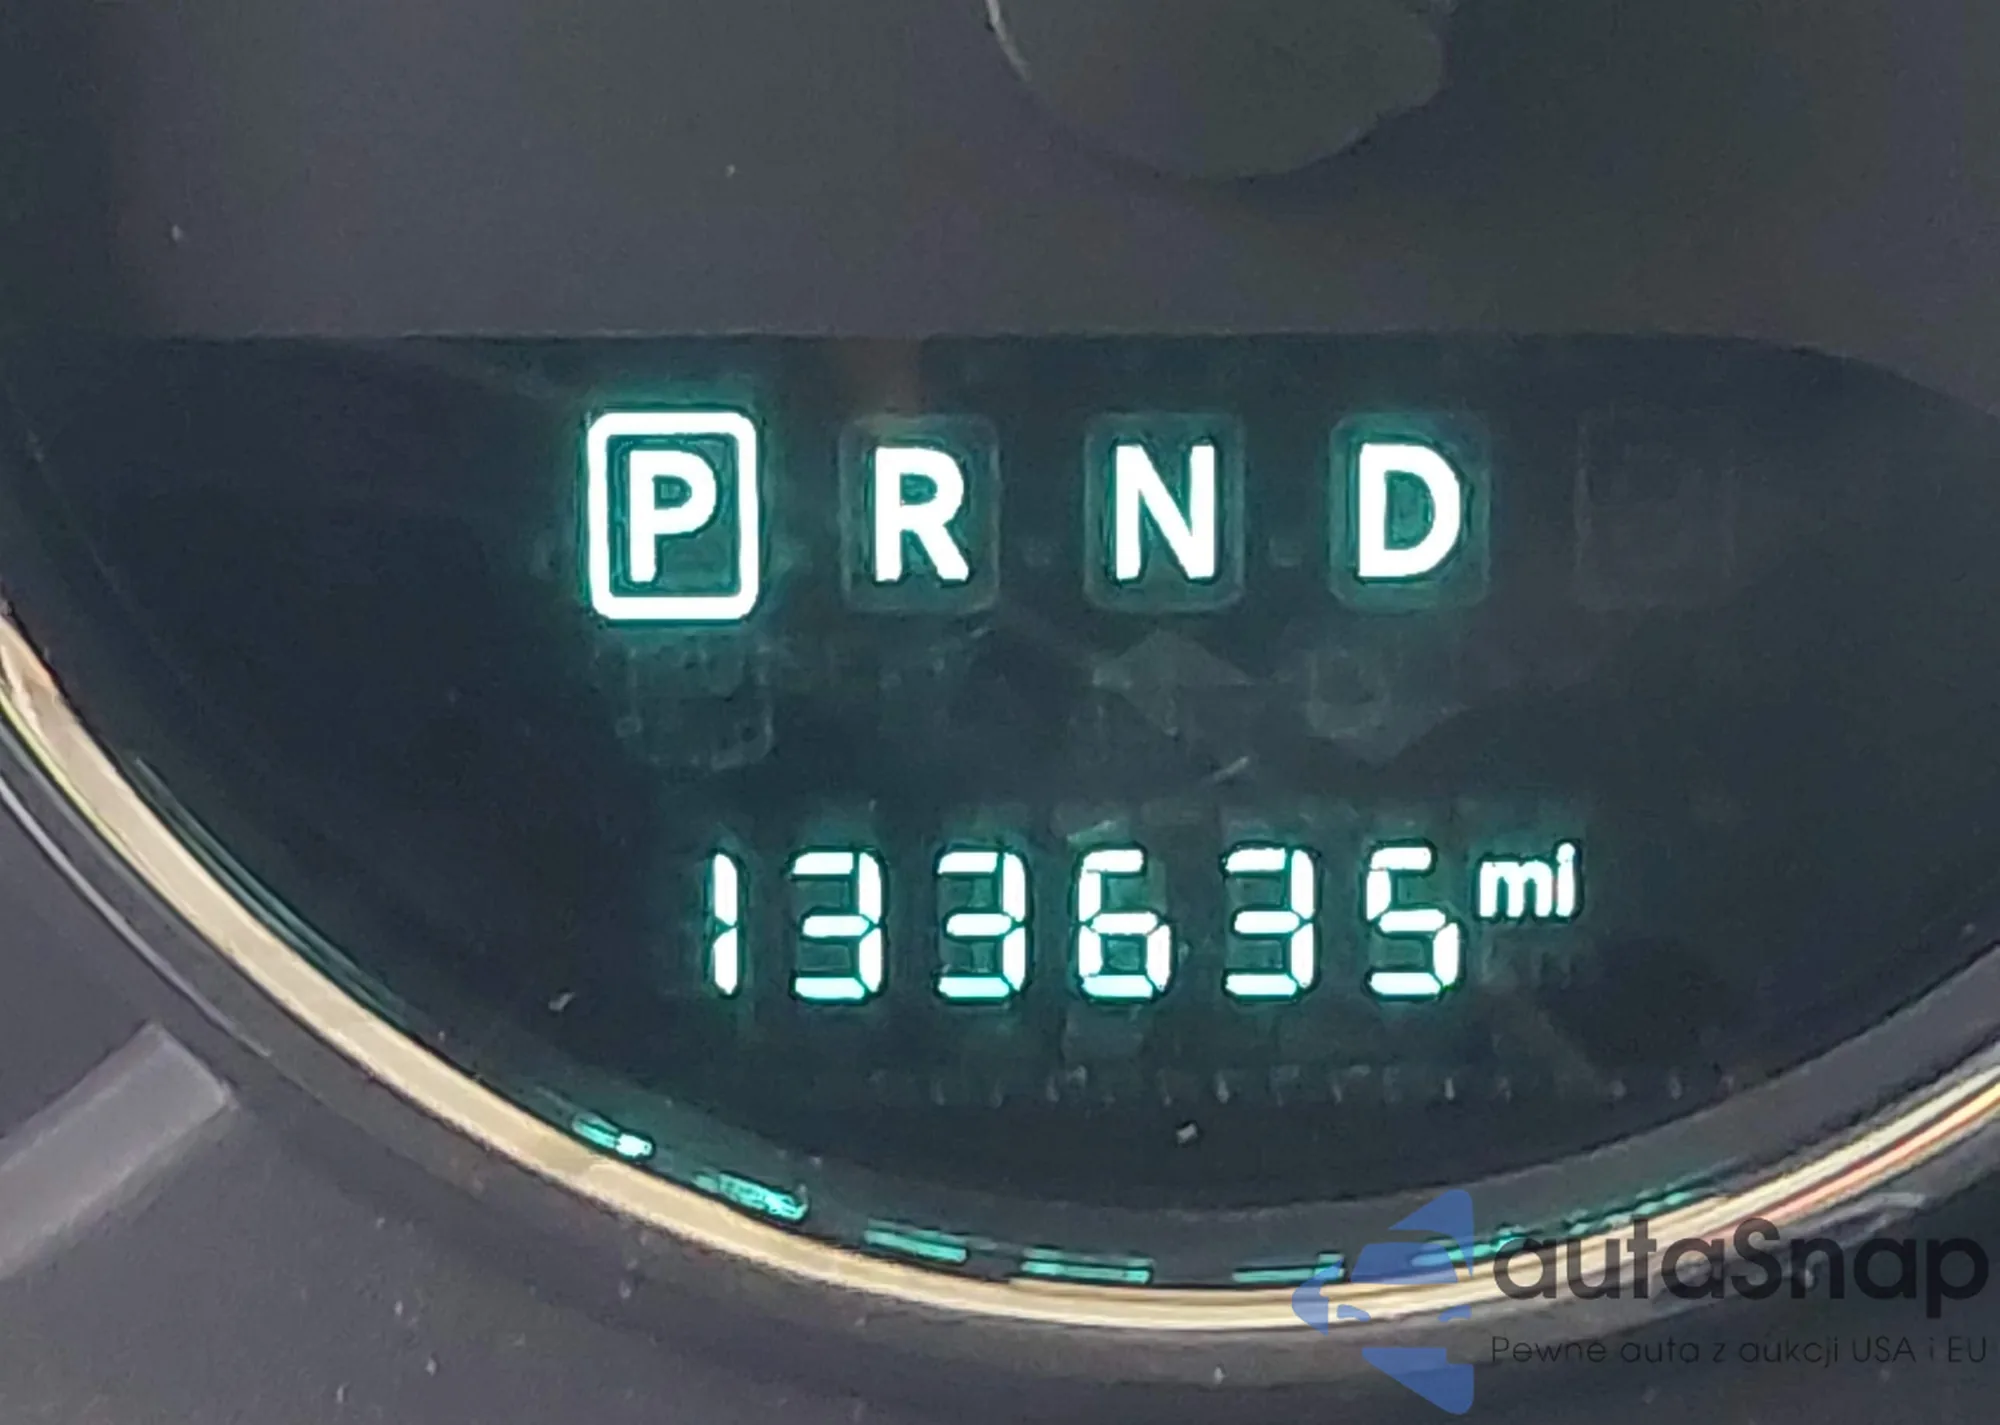 P R N D
133635 mi
autaSnap
Pewne auta z aukcji USA i EU